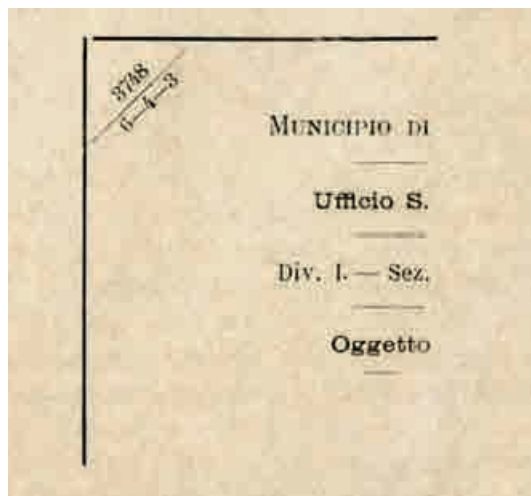 3748
6—4—3
MUNICIPIO DI
Ufficio S.
Div. I. — Sez.
Oggetto